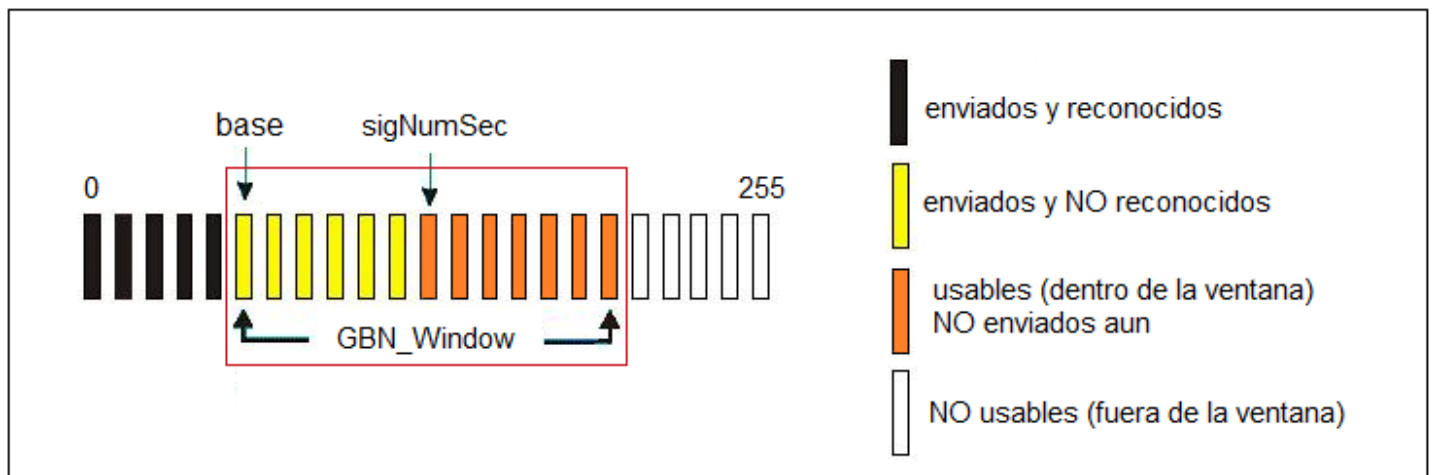 base
sigNumSec
0
255
GBN_Window
enviados y reconocidos
enviados y NO reconocidos
usables (dentro de la ventana)
NO enviados aun
NO usables (fuera de la ventana)